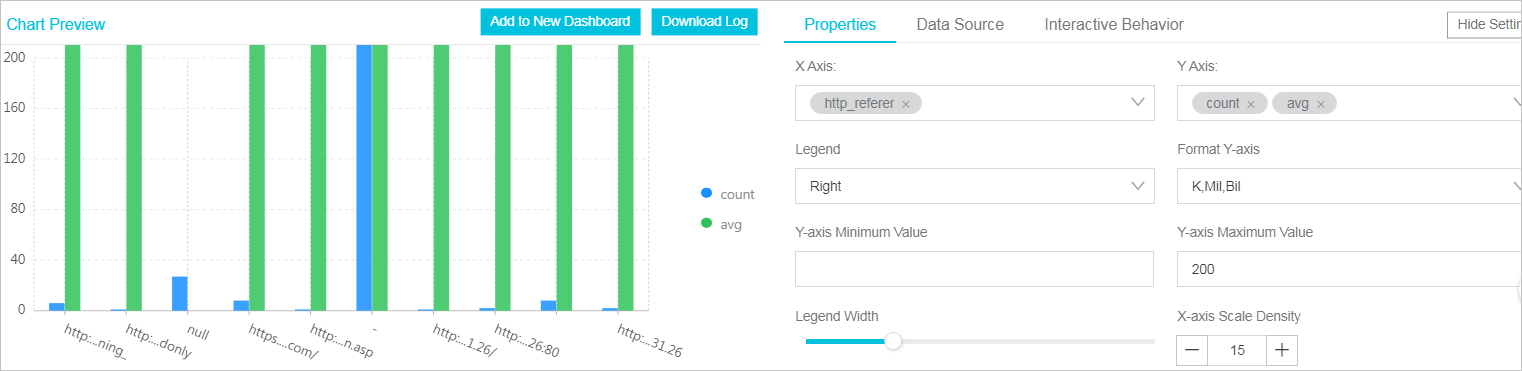 Chart Preview
Add to New Dashboard
Download Log
200
160
120
80
40
0
http:...ning_
http:...donly
null
https...com/
http:...n.asp
-
http:...1.26/
http:...26:80
http:...31.26
count
avg
Properties
Data Source
Interactive Behavior
Hide Settin
X Axis:
http_referer ×
Y Axis:
count ×
avg ×
Legend
Right
Format Y-axis
K,Mil,Bil
Y-axis Minimum Value
Y-axis Maximum Value
200
Legend Width
X-axis Scale Density
15